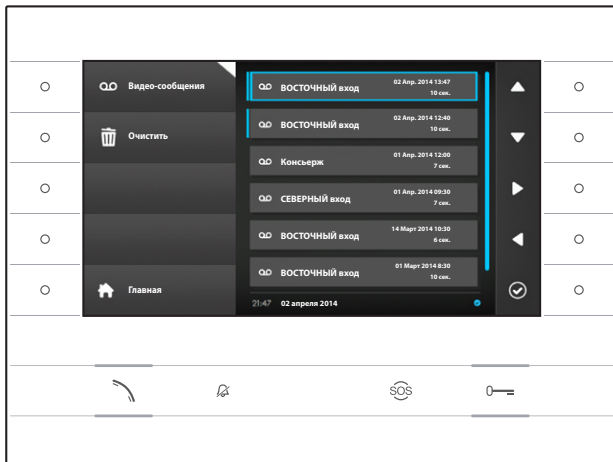 Видео-сообщения
Очистить
Главная
ВОСТОЧНЫЙ вход
02 Апр. 2014 13:47
10 сек.
ВОСТОЧНЫЙ вход
02 Апр. 2014 12:40
10 сек.
Консьерж
01 Апр. 2014 12:00
7 сек.
СЕВЕРНЫЙ вход
01 Апр. 2014 09:30
7 сек.
ВОСТОЧНЫЙ вход
14 Март 2014 10:30
6 сек.
ВОСТОЧНЫЙ вход
01 Март 2014 8:30
10 сек.
21:47 02 апреля 2014
SOS